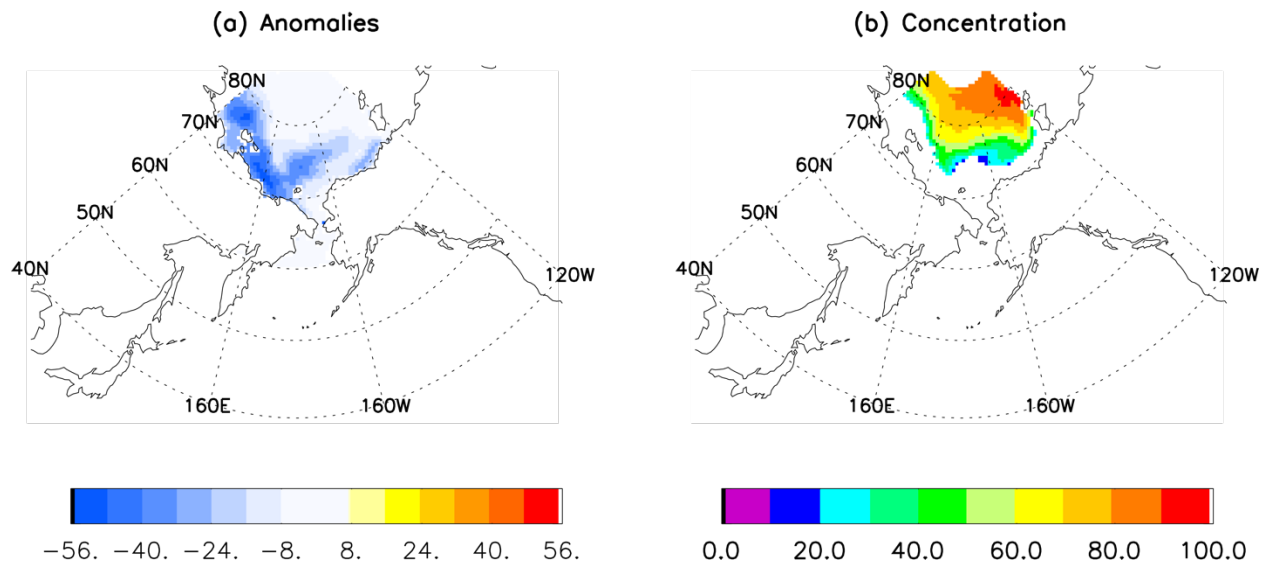 (a) Anomalies
(b) Concentration
80N
70N
60N
50N
40N
120W
160E
160W
80N
70N
60N
50N
40N
120W
160E
160W
−56. −40. −24. −8. 8. 24. 40. 56.
0.0 20.0 40.0 60.0 80.0 100.0